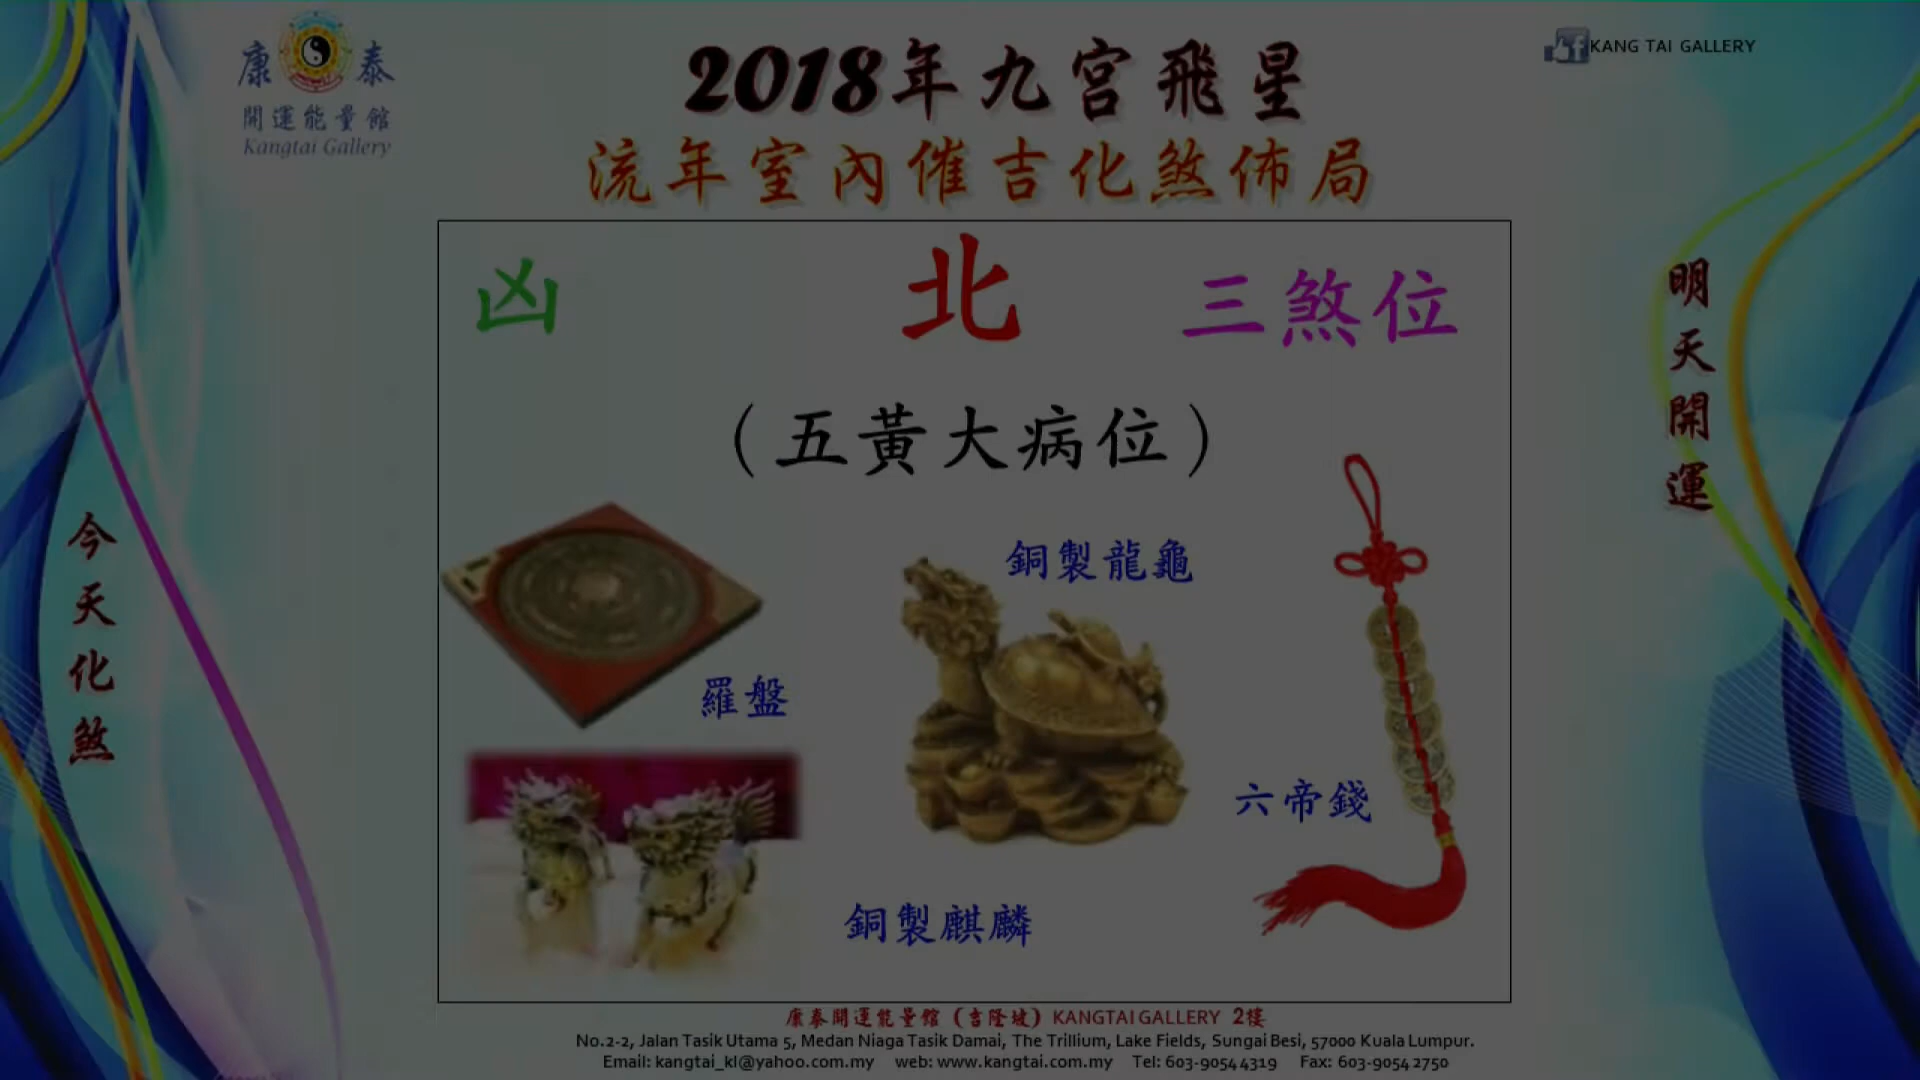 康泰
開運能量館
Kangtai Gallery
2018年九宮飛星
流年室內催吉化煞佈局
KANG TAI GALLERY
凶
北
三煞位
（五黃大病位）
明天開運
今天化煞
羅盤
銅製龍龜
六帝錢
銅製麒麟
康泰開運能量館（吉隆坡）KANGTAI GALLERY 2樓
No.2-2, Jalan Tasik Utama 5, Medan Niaga Tasik Damai, The Trillium, Lake Fields, Sungai Besi, 57000 Kuala Lumpur.
Email: kangtai_kl@yahoo.com.my web: www.kangtai.com.my Tel: 603-9054 4319 Fax: 603-9054 2750